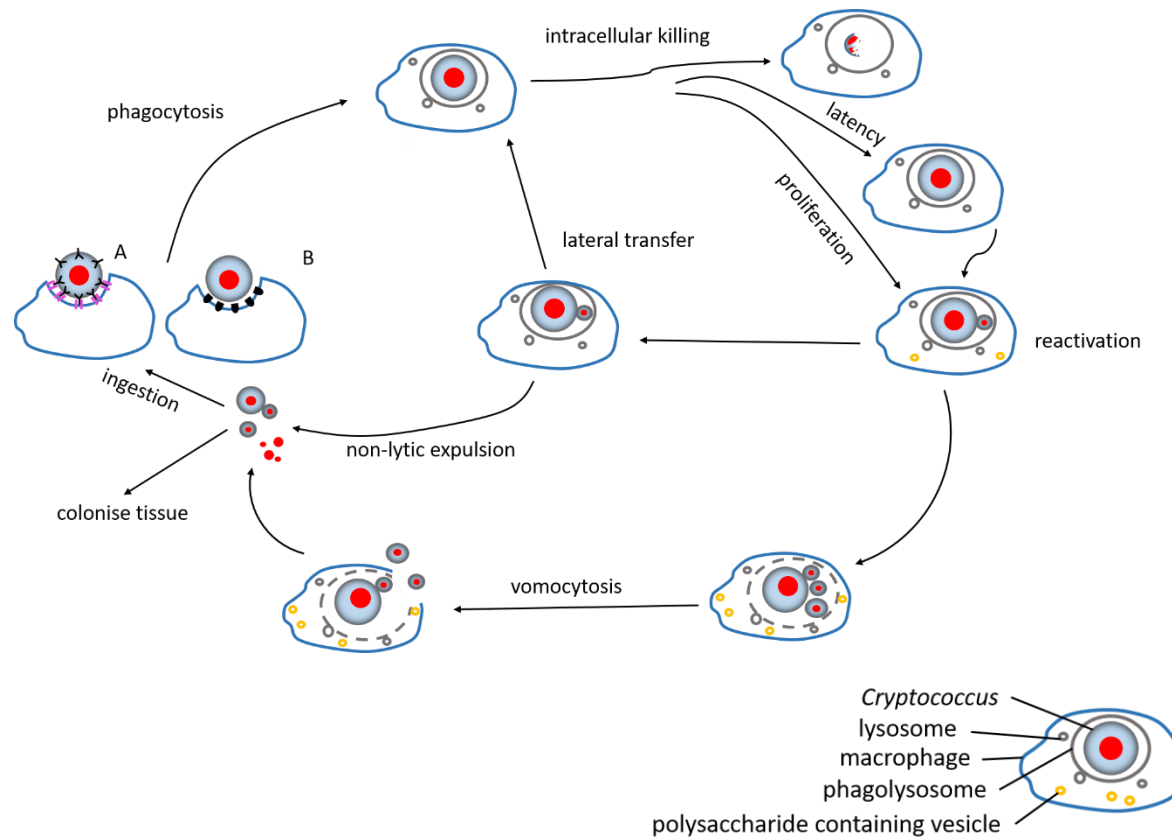 intracellular killing
phagocytosis
latency
proliferation
A
B
lateral transfer
reactivation
ingestion
non-lytic expulsion
colonise tissue
vomocytosis
Cryptococcus
lysosome
macrophage
phagolysosome
polysaccharide containing vesicle